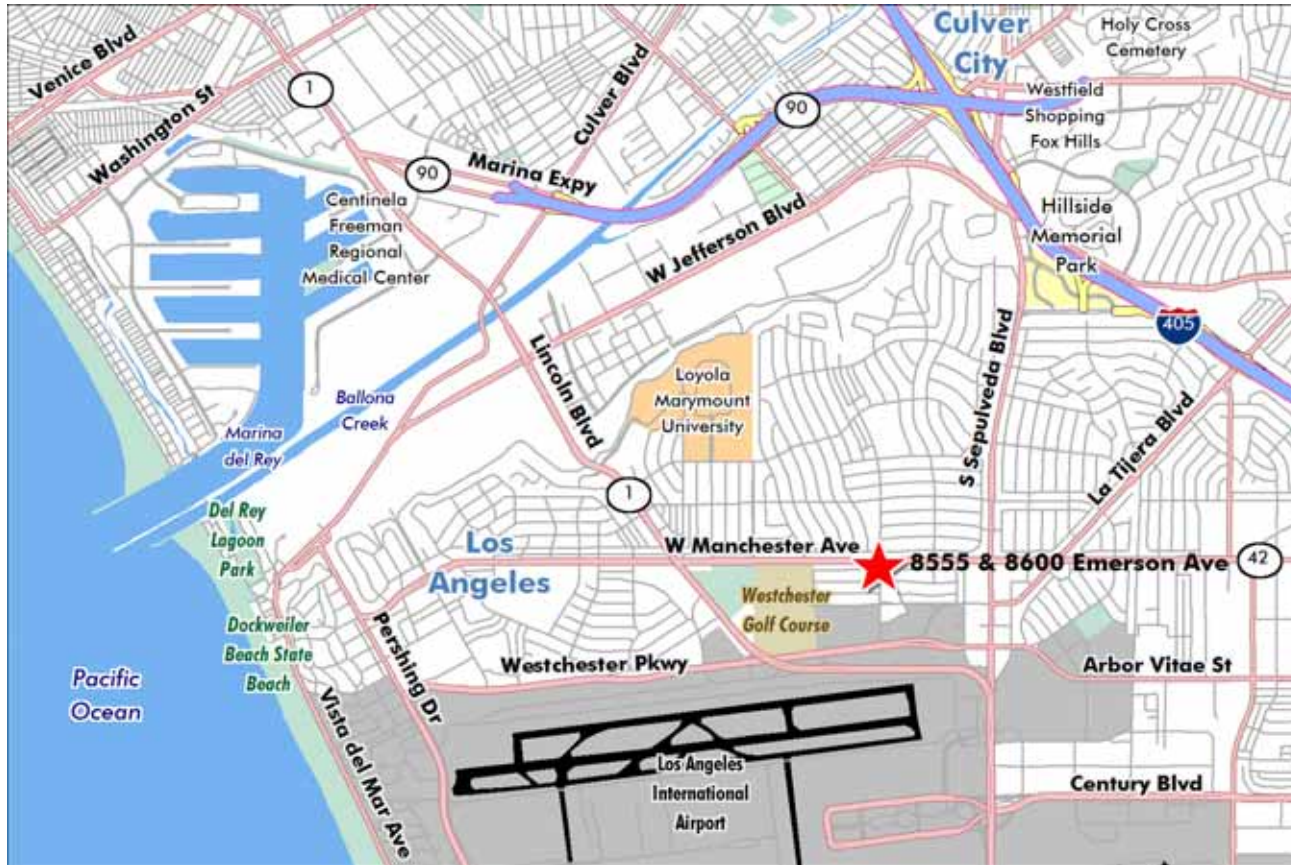 Culver
City
Holy Cross
Cemetery
Venice Blvd
1
Culver Blvd
Washington St
90
Westfield
Shopping
Fox Hills
90
Marina Expy
Centinela
Freeman
Regional
Medical Center
W Jefferson Blvd
Hillside
Memorial
Park
405
Lincoln Blvd
S Sepulveda Blvd
Loyola
Marymount
University
Ballona
Creek
La Tijera Blvd
Marina
del Rey
1
Del Rey
Lagoon
Park
Los
Angeles
W Manchester Ave
8555 & 8600 Emerson Ave
42
Westchester
Golf Course
Dockweiler
Beach State
Beach
Pershing Dr
Westchester Pkwy
Arbor Vitae St
Pacific
Ocean
Vista del Mar Ave
Los Angeles
International
Airport
Century Blvd